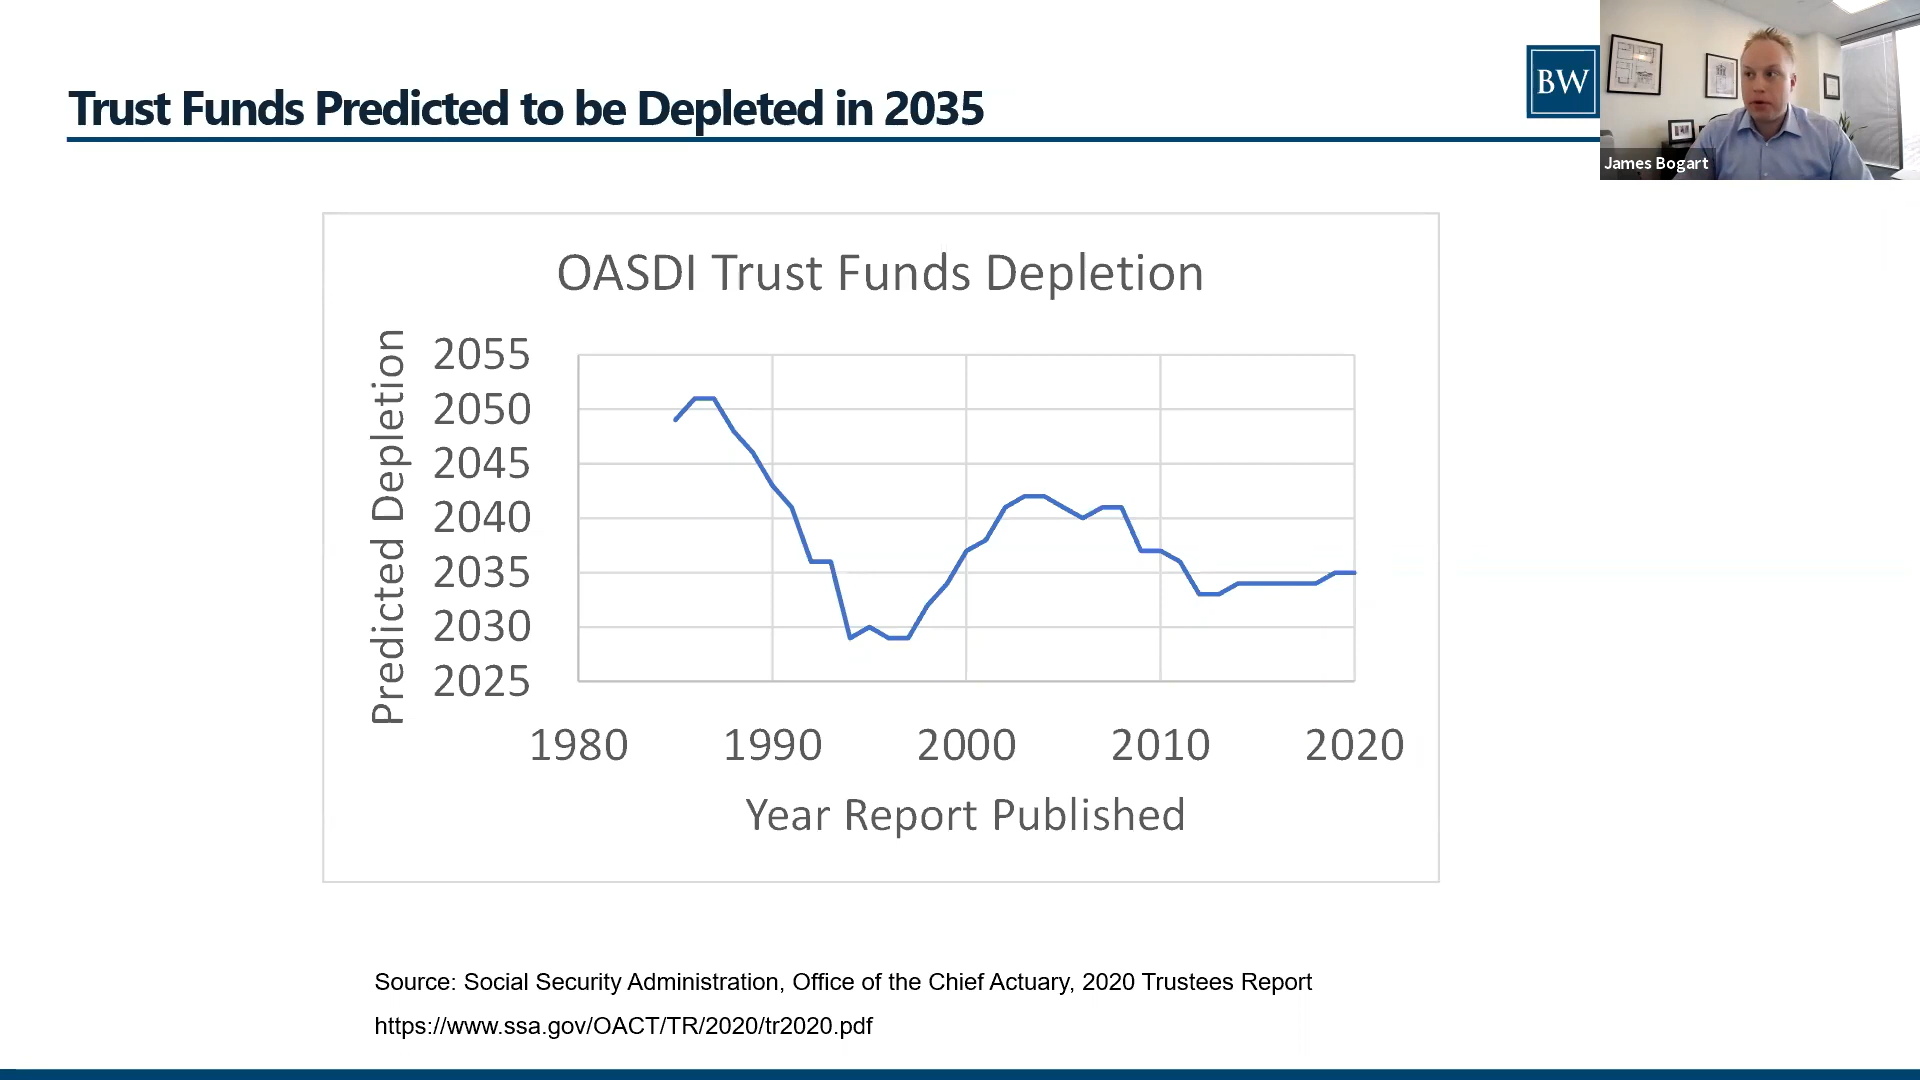 Trust Funds Predicted to be Depleted in 2035
BW
James Bogart
OASDI Trust Funds Depletion
Predicted Depletion
2055
2050
2045
2040
2035
2030
2025
1980 1990 2000 2010 2020
Year Report Published
Source: Social Security Administration, Office of the Chief Actuary, 2020 Trustees Report
https://www.ssa.gov/OACT/TR/2020/tr2020.pdf